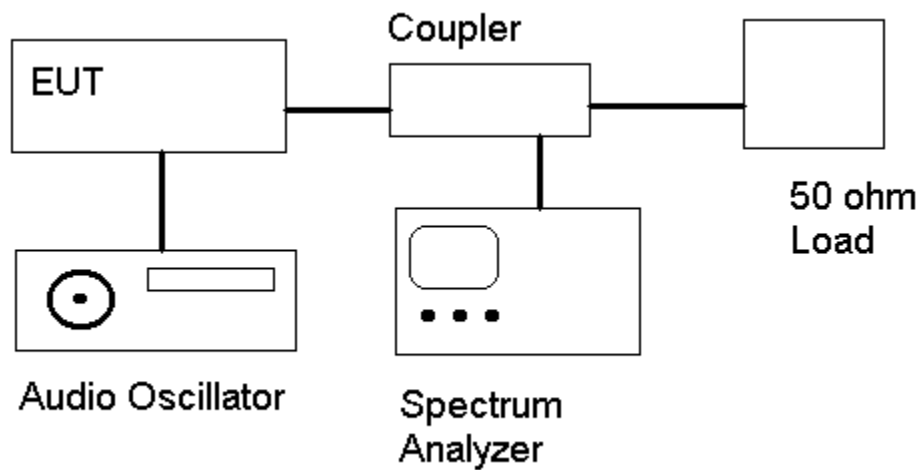 Coupler
EUT
50 ohm
Load
Audio Oscillator
Spectrum
Analyzer